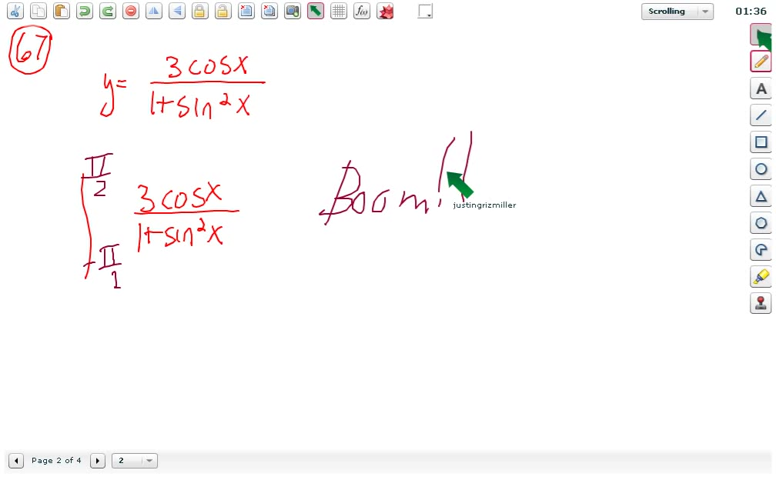 f(x)
Scrolling
01:36
67
y= 3cosx
1+sin²x
A
π
2
3cosx
1+sin²x
Boom!!
justingrizmiller
-π
1
Page 2 of 4
2